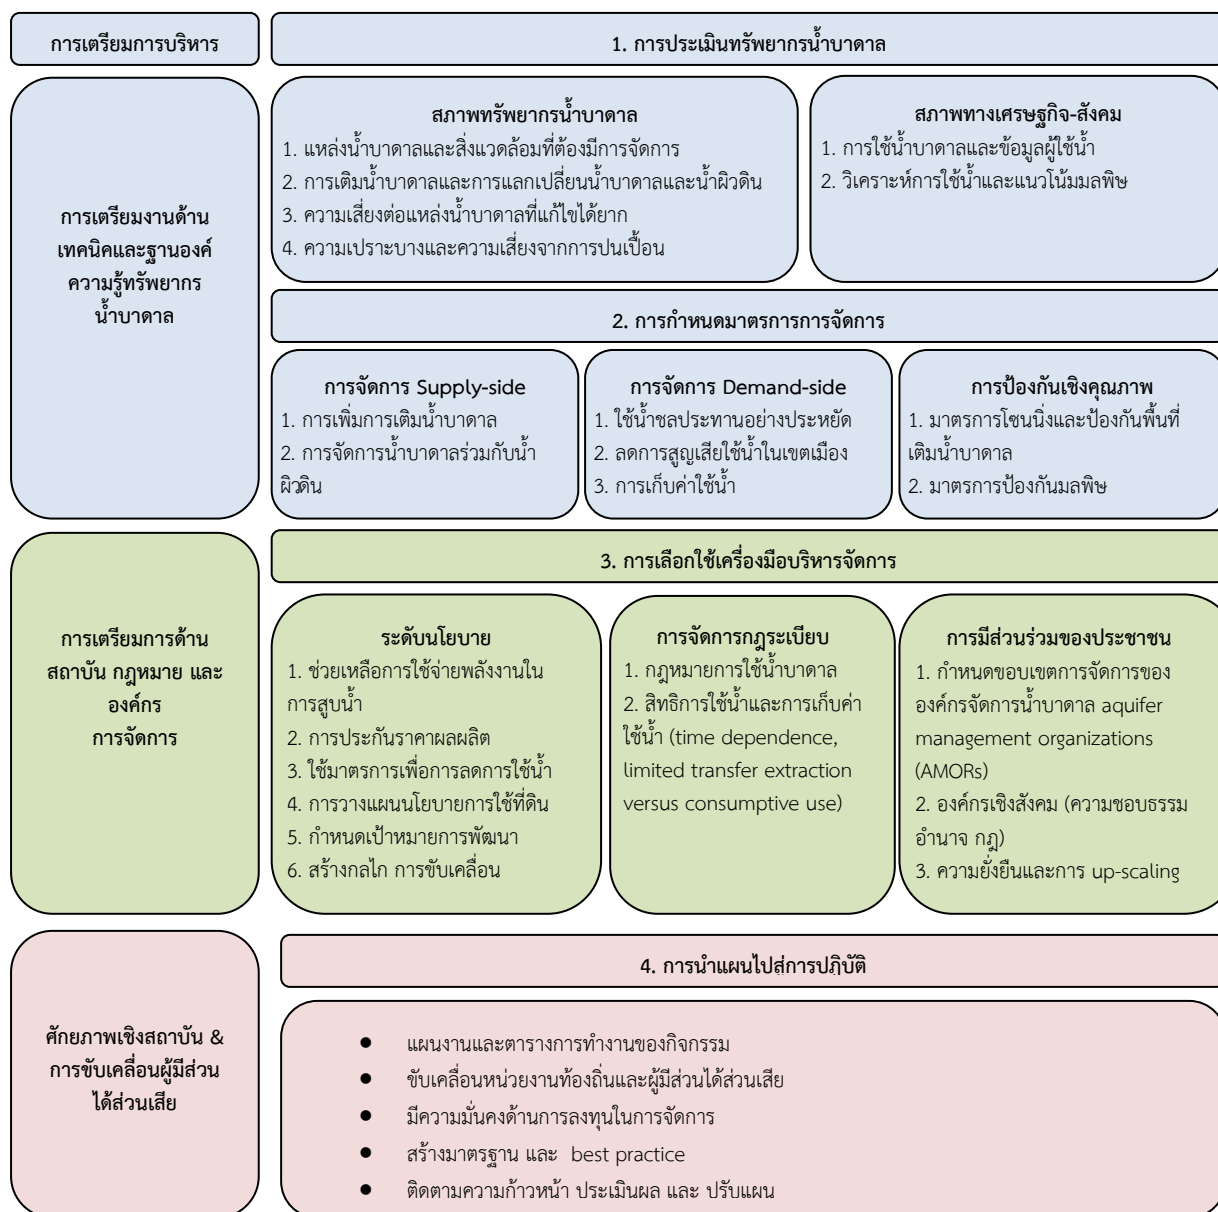 การเตรียมการบริหาร
1. การประเมินทรัพยากรน้ำบาดาล
การเตรียมงานด้าน
เทคนิคและฐานองค์
ความรู้ทรัพยากร
น้ำบาดาล
สภาพทรัพยากรน้ำบาดาล
1. แหล่งน้ำบาดาลและสิ่งแวดล้อมที่ต้องมีการจัดการ
2. การเติมน้ำบาดาลและการแลกเปลี่ยนน้ำบาดาลและน้ำผิวดิน
3. ความเสี่ยงต่อแหล่งน้ำบาดาลที่แก้ไขได้ยาก
4. ความเปราะบางและความเสี่ยงจากการปนเปื้อน
สภาพทางเศรษฐกิจ-สังคม
1. การใช้น้ำบาดาลและข้อมูลผู้ใช้น้ำ
2. วิเคราะห์การใช้น้ำและแนวโน้มมลพิษ
2. การกำหนดมาตรการการจัดการ
การจัดการ Supply-side
1. การเพิ่มการเติมน้ำบาดาล
2. การจัดการน้ำบาดาลร่วมกับน้ำ
ผิวดิน
การจัดการ Demand-side
1. ใช้น้ำชลประทานอย่างประหยัด
2. ลดการสูญเสียใช้น้ำในเขตเมือง
3. การเก็บค่าใช้น้ำ
การป้องกันเชิงคุณภาพ
1. มาตรการโซนนิ่งและป้องกันพื้นที่
เติมน้ำบาดาล
2. มาตรการป้องกันมลพิษ
การเตรียมการด้าน
สถาบัน กฎหมาย และ
องค์กร
การจัดการ
3. การเลือกใช้เครื่องมือบริหารจัดการ
ระดับนโยบาย
1. ช่วยเหลือการใช้จ่ายพลังงานใน
การสูบน้ำ
2. การประกันราคาผลผลิต
3. ใช้มาตรการเพื่อการลดการใช้น้ำ
4. การวางแผนนโยบายการใช้ที่ดิน
5. กำหนดเป้าหมายการพัฒนา
6. สร้างกลไก การขับเคลื่อน
การจัดการกฎระเบียบ
1. กฎหมายการใช้น้ำบาดาล
2. สิทธิการใช้น้ำและการเก็บค่า
ใช้น้ำ (time dependence,
limited transfer extraction
versus consumptive use)
การมีส่วนร่วมของประชาชน
1. กำหนดขอบเขตการจัดการของ
องค์กรจัดการน้ำบาดาล aquifer
management organizations
(AMORs)
2. องค์กรเชิงสังคม (ความชอบธรรม
อำนาจ กฎ)
3. ความยั่งยืนและการ up-scaling
ศักยภาพเชิงสถาบัน &
การขับเคลื่อนผู้มีส่วน
ได้ส่วนเสีย
4. การนำแผนไปสู่การปฏิบัติ
● แผนงานและตารางการทำงานของกิจกรรม
● ขับเคลื่อนหน่วยงานท้องถิ่นและผู้มีส่วนได้ส่วนเสีย
● มีความมั่นคงด้านการลงทุนในการจัดการ
● สร้างมาตรฐาน และ best practice
● ติดตามความก้าวหน้า ประเมินผล และ ปรับแผน